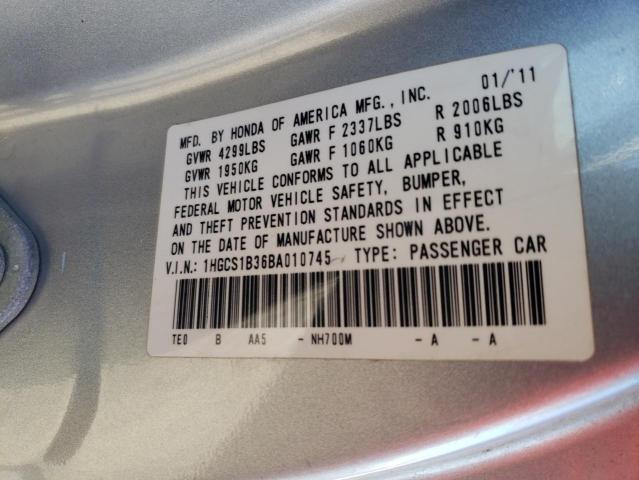 MFD. BY HONDA OF AMERICA MFG., INC. 01/'11
GVWR 4299LBS GAWR F 2337LBS R 2006LBS
GVWR 1950KG GAWR F 1060KG R 910KG
THIS VEHICLE CONFORMS TO ALL APPLICABLE
FEDERAL MOTOR VEHICLE SAFETY, BUMPER,
AND THEFT PREVENTION STANDARDS IN EFFECT
ON THE DATE OF MANUFACTURE SHOWN ABOVE.
V.I.N.: 1HGCS1B36BA010745 TYPE: PASSENGER CAR
TE0 B AA5 - NH700M - A - A